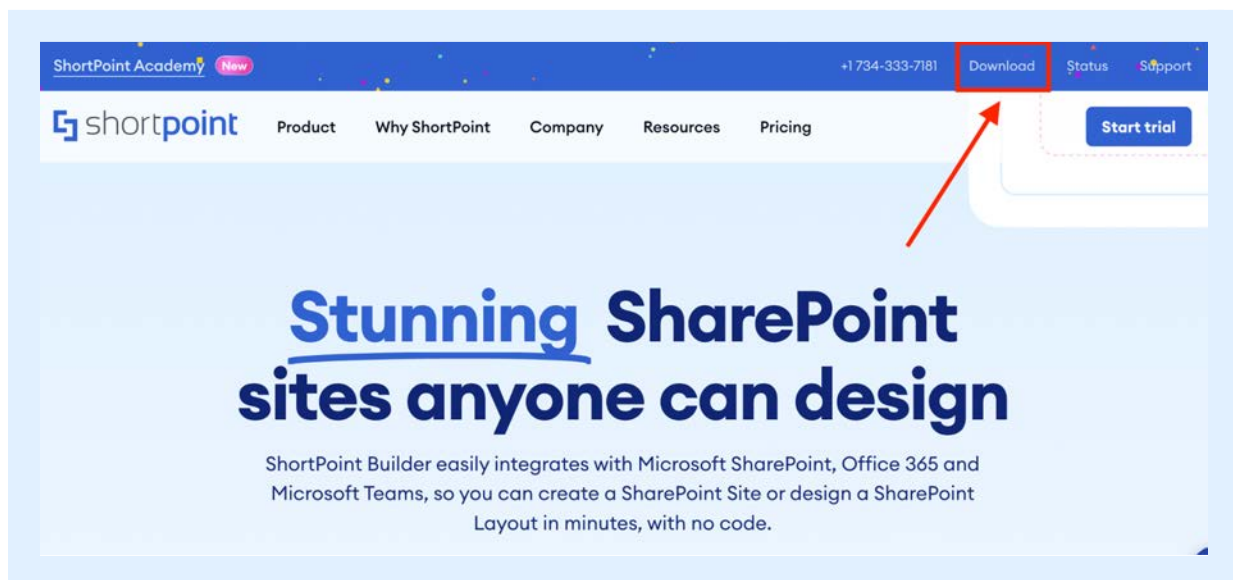 ShortPoint Academy New +1 734-333-7181 Download Status Support
shortpoint Product Why ShortPoint Company Resources Pricing Start trial
Stunning SharePoint
sites anyone can design
ShortPoint Builder easily integrates with Microsoft SharePoint, Office 365 and
Microsoft Teams, so you can create a SharePoint Site or design a SharePoint
Layout in minutes, with no code.